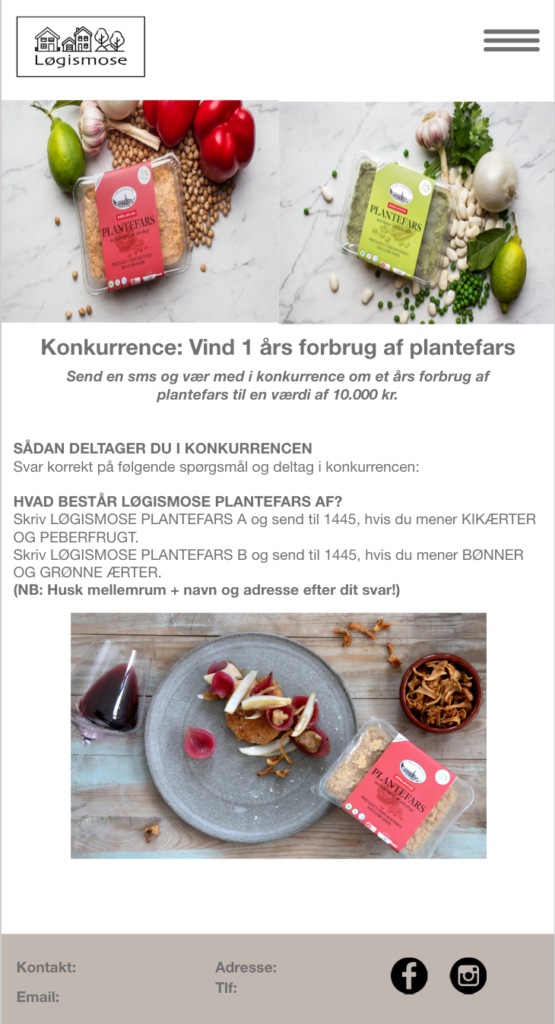 Løgismose
PLANTEFARS
PLANTEFARS
Konkurrence: Vind 1 års forbrug af plantefars
Send en sms og vær med i konkurrence om et års forbrug af
plantefars til en værdi af 10.000 kr.
SÅDAN DELTAGER DU I KONKURRENCEN
Svar korrekt på følgende spørgsmål og deltag i konkurrencen:
HVAD BESTÅR LØGISMOSE PLANTEFARS AF?
Skriv LØGISMOSE PLANTEFARS A og send til 1445, hvis du mener KIKÆRTER
OG PEBERFRUGT.
Skriv LØGISMOSE PLANTEFARS B og send til 1445, hvis du mener BØNNER
OG GRØNNE ÆRTER.
(NB: Husk mellemrum + navn og adresse efter dit svar!)
PLANTEFARS
Kontakt:
Adresse:
Tlf:
Email: